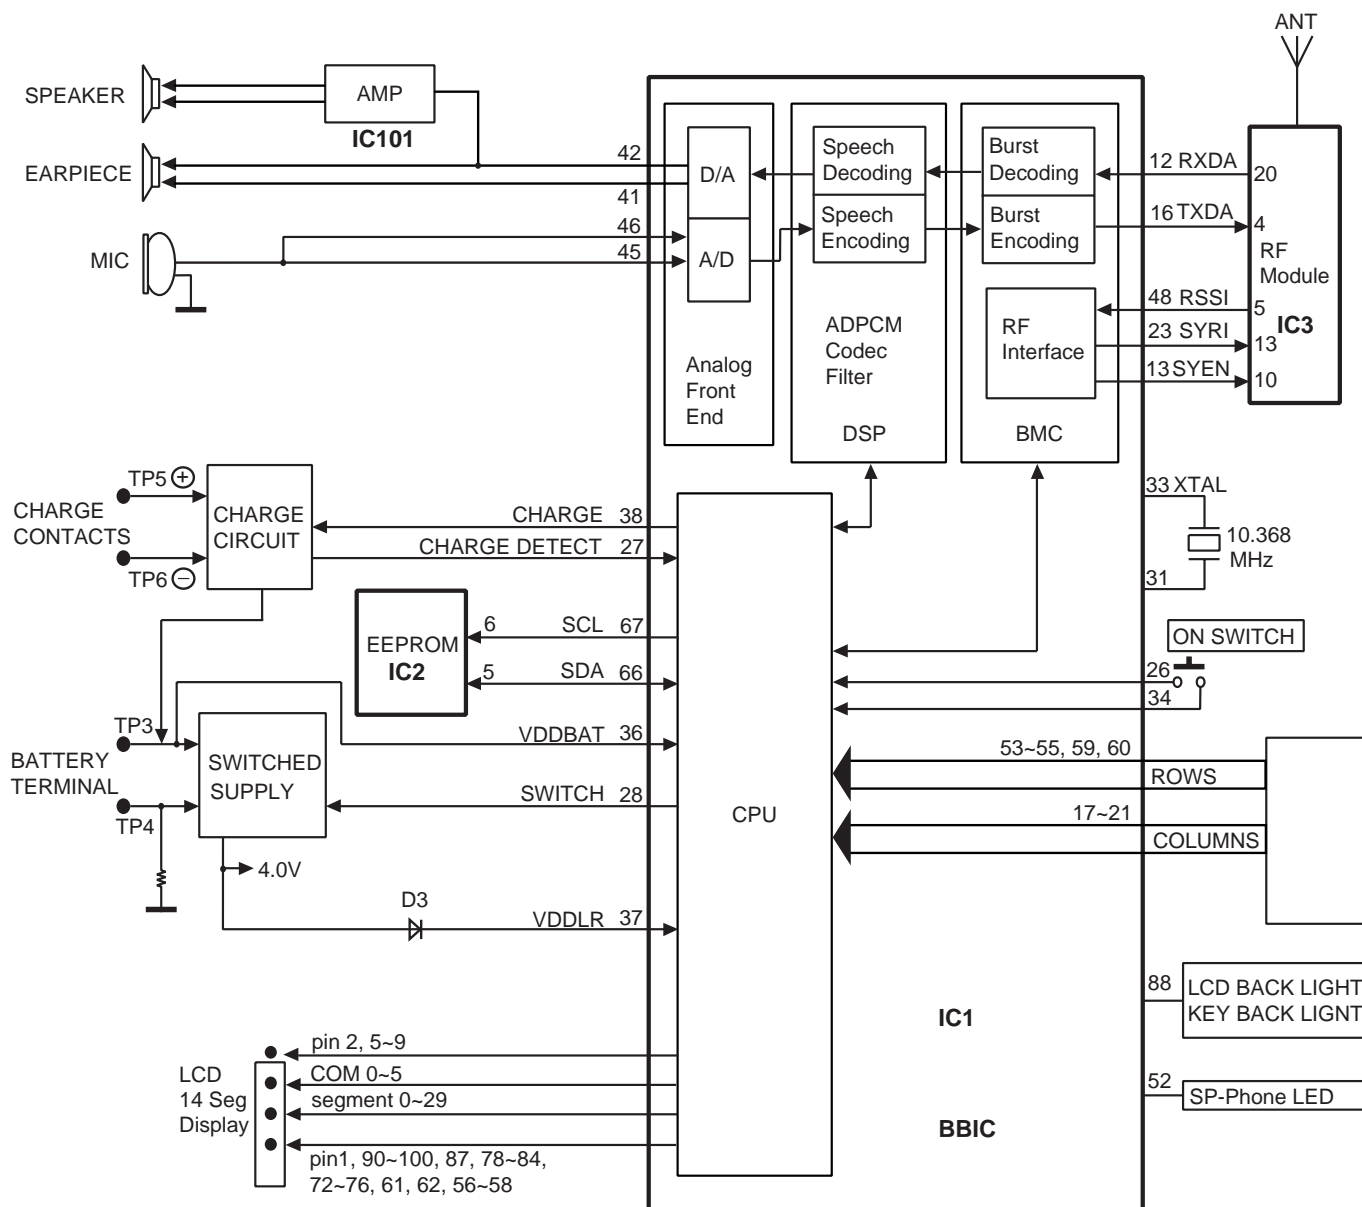 ANT
SPEAKER
AMP
IC101
EARPIECE
42
41
D/A
Speech
Decoding
Burst
Decoding
12 RXDA
20
46
45
MIC
A/D
Speech
Encoding
Burst
Encoding
16 TXDA
4
RF
Module
IC3
48 RSSI
5
23 SYRI
13
13 SYEN
10
RF
Interface
ADPCM
Codec
Filter
Analog
Front
End
DSP
BMC
TP5 +
CHARGE
CONTACTS
TP6 −
CHARGE
CIRCUIT
CHARGE 38
CHARGE DETECT 27
33 XTAL
10.368
MHz
31
EEPROM
IC2
6 SCL 67
5 SDA 66
ON SWITCH
26
34
TP3
BATTERY
TERMINAL
TP4
SWITCHED
SUPPLY
VDDBAT 36
SWITCH 28
CPU
53~55, 59, 60
ROWS
17~21
COLUMNS
4.0V
D3
VDDLR 37
88
LCD BACK LIGHT
KEY BACK LIGNT
IC1
52
SP-Phone LED
BBIC
LCD
14 Seg
Display
pin 2, 5~9
COM 0~5
segment 0~29
pin1, 90~100, 87, 78~84,
72~76, 61, 62, 56~58